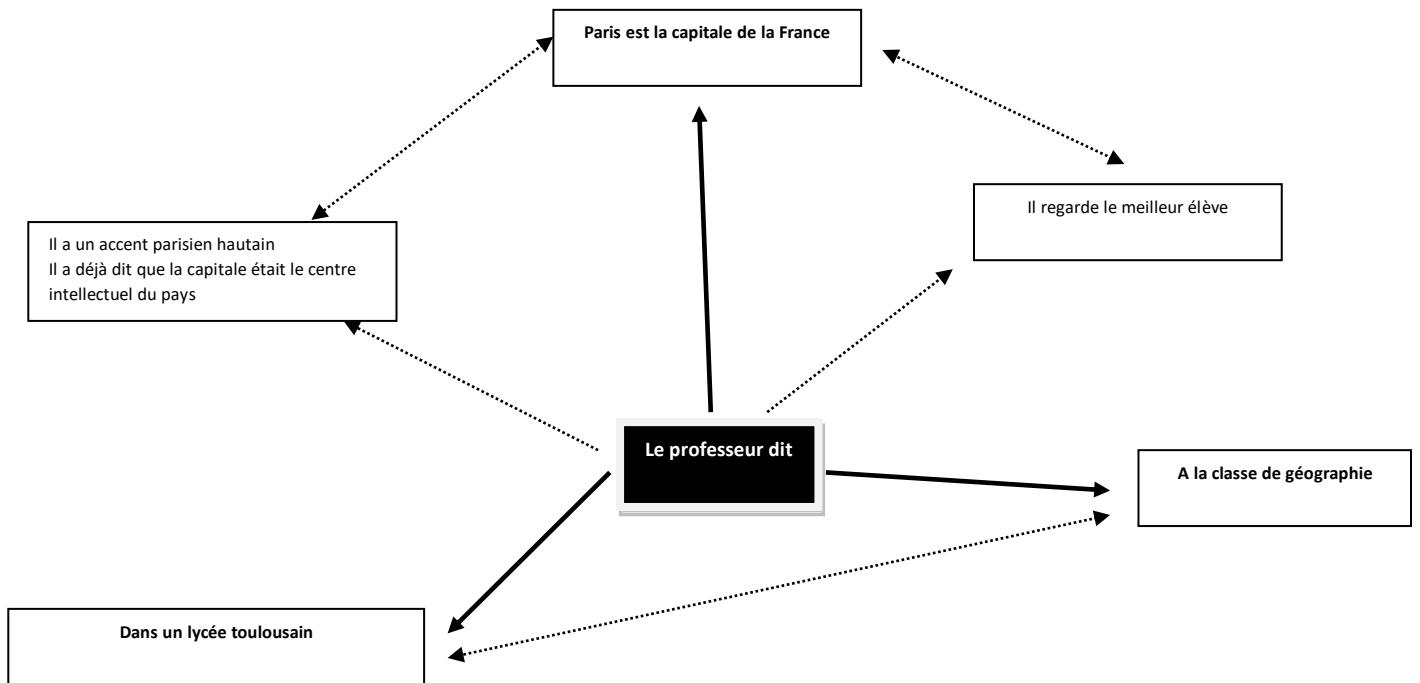 Paris est la capitale de la France
Il regarde le meilleur élève
Il a un accent parisien hautain
Il a déjà dit que la capitale était le centre
intellectuel du pays
Le professeur dit
A la classe de géographie
Dans un lycée toulousain